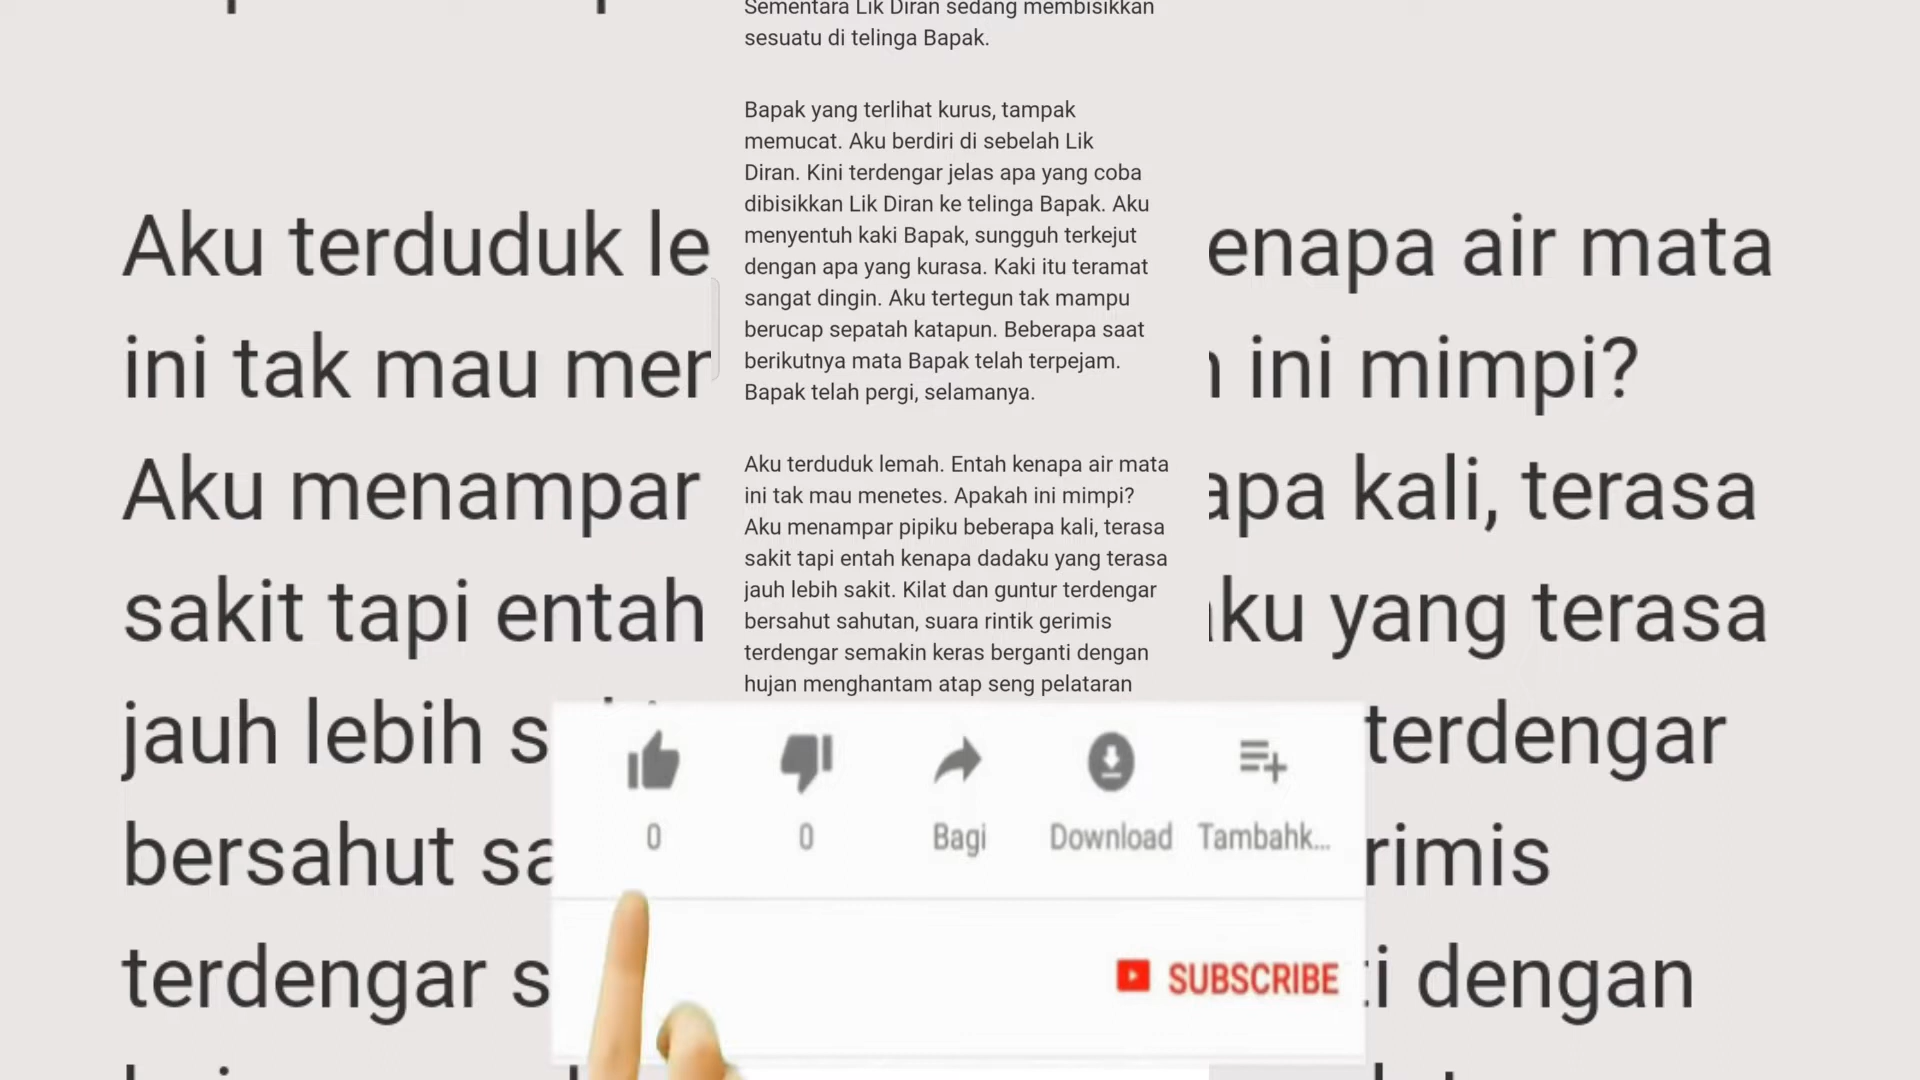 Sementara Lik Diran sedang membisikkan
sesuatu di telinga Bapak.
Bapak yang terlihat kurus, tampak
memucat. Aku berdiri di sebelah Lik
Diran. Kini terdengar jelas apa yang coba
dibisikkan Lik Diran ke telinga Bapak. Aku
menyentuh kaki Bapak, sungguh terkejut
dengan apa yang kurasa. Kaki itu teramat
sangat dingin. Aku tertegun tak mampu
berucap sepatah katapun. Beberapa saat
berikutnya mata Bapak telah terpejam.
Bapak telah pergi, selamanya.
Aku terduduk lemah. Entah kenapa air mata
ini tak mau menetes. Apakah ini mimpi?
Aku menampar pipiku beberapa kali, terasa
sakit tapi entah kenapa dadaku yang terasa
jauh lebih sakit. Kilat dan guntur terdengar
bersahut sahutan, suara rintik gerimis
terdengar semakin keras berganti dengan
hujan menghantam atap seng pelataran
Aku terduduk le enapa air mata
ini tak mau men ini mimpi?
Aku menampar apa kali, terasa
sakit tapi entah ku yang terasa
jauh lebih s terdengar
bersahut sa rimis
terdengar s ti dengan
0 0 Bagi Download Tambahk...
SUBSCRIBE